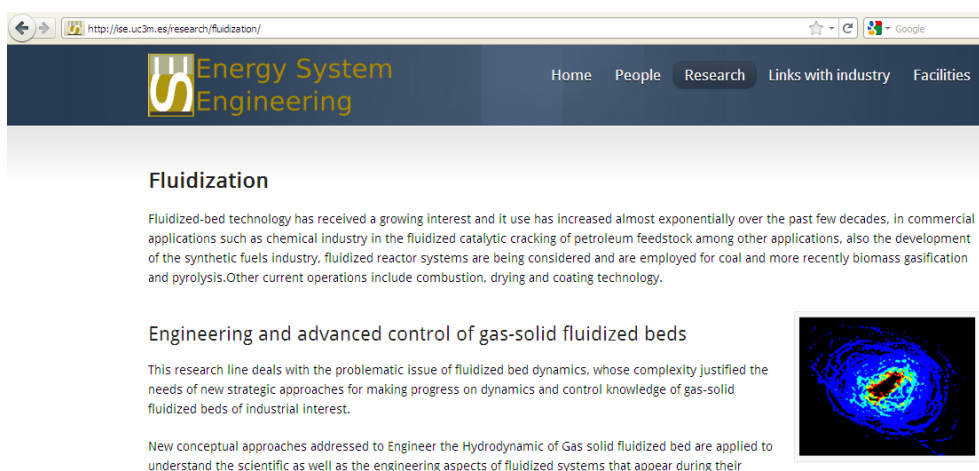 http://ise.uc3m.es/research/fluidization/
Google
Energy System
Engineering
Home People Research Links with industry Facilities
Fluidization
Fluidized-bed technology has received a growing interest and it use has increased almost exponentially over the past few decades, in commercial
applications such as chemical industry in the fluidized catalytic cracking of petroleum feedstock among other applications, also the development
of the synthetic fuels industry, fluidized reactor systems are being considered and are employed for coal and more recently biomass gasification
and pyrolysis.Other current operations include combustion, drying and coating technology.
Engineering and advanced control of gas-solid fluidized beds
This research line deals with the problematic issue of fluidized bed dynamics, whose complexity justified the
needs of new strategic approaches for making progress on dynamics and control knowledge of gas-solid
fluidized beds of industrial interest.
New conceptual approaches addressed to Engineer the Hydrodynamic of Gas solid fluidized bed are applied to
understand the scientific as well as the engineering aspects of fluidized systems that appear during their